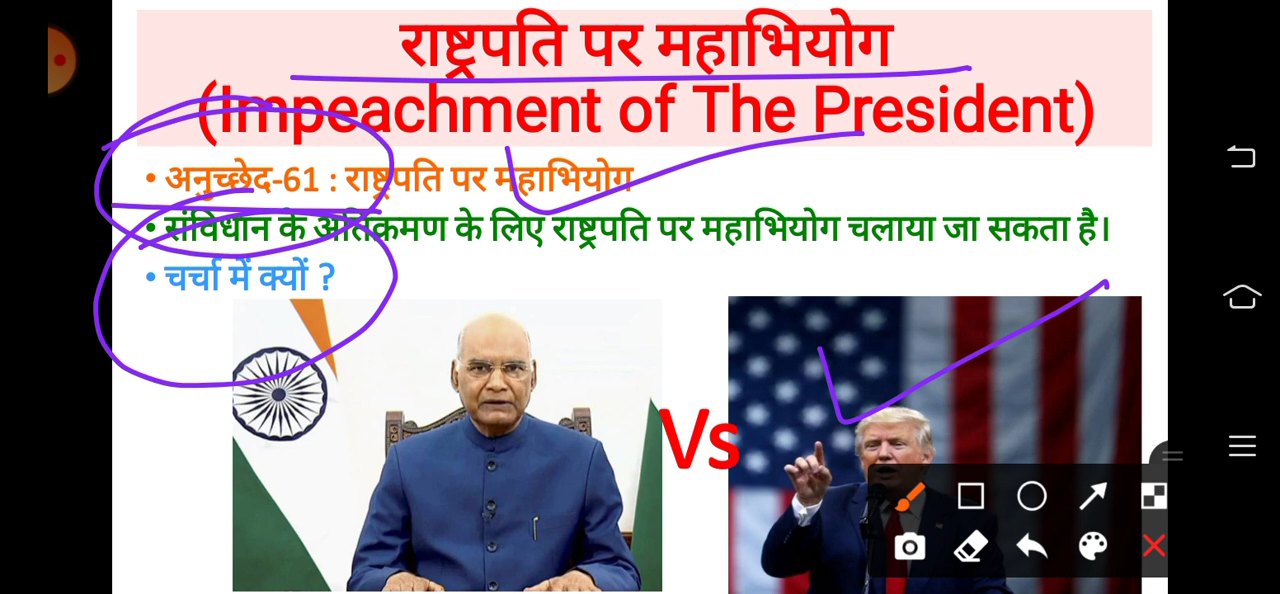 राष्ट्रपति पर महाभियोग
(Impeachment of The President)
• अनुच्छेद-61 : राष्ट्रपति पर महाभियोग
• संविधान के अतिक्रमण के लिए राष्ट्रपति पर महाभियोग चलाया जा सकता है।
• चर्चा में क्यों ?
Vs